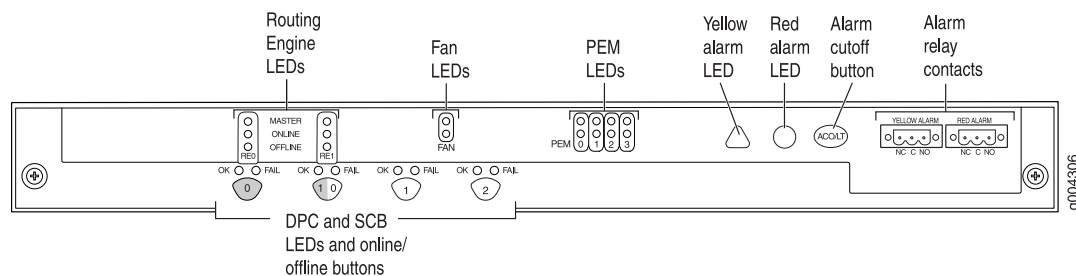 Routing
Engine
LEDs
Fan
LEDs
PEM
LEDs
Yellow
alarm
LED
Red
alarm
LED
Alarm
cutoff
button
Alarm
relay
contacts
MASTER
ONLINE
OFFLINE
RE0
RE1
FAN
PEM
0
1
2
3
ACO/LT
YELLOW ALARM
RED ALARM
NC C NO
NC C NO
OK FAIL
OK FAIL
OK FAIL
OK FAIL
0
1 0
1
2
DPC and SCB
LEDs and online/
offline buttons
g004306